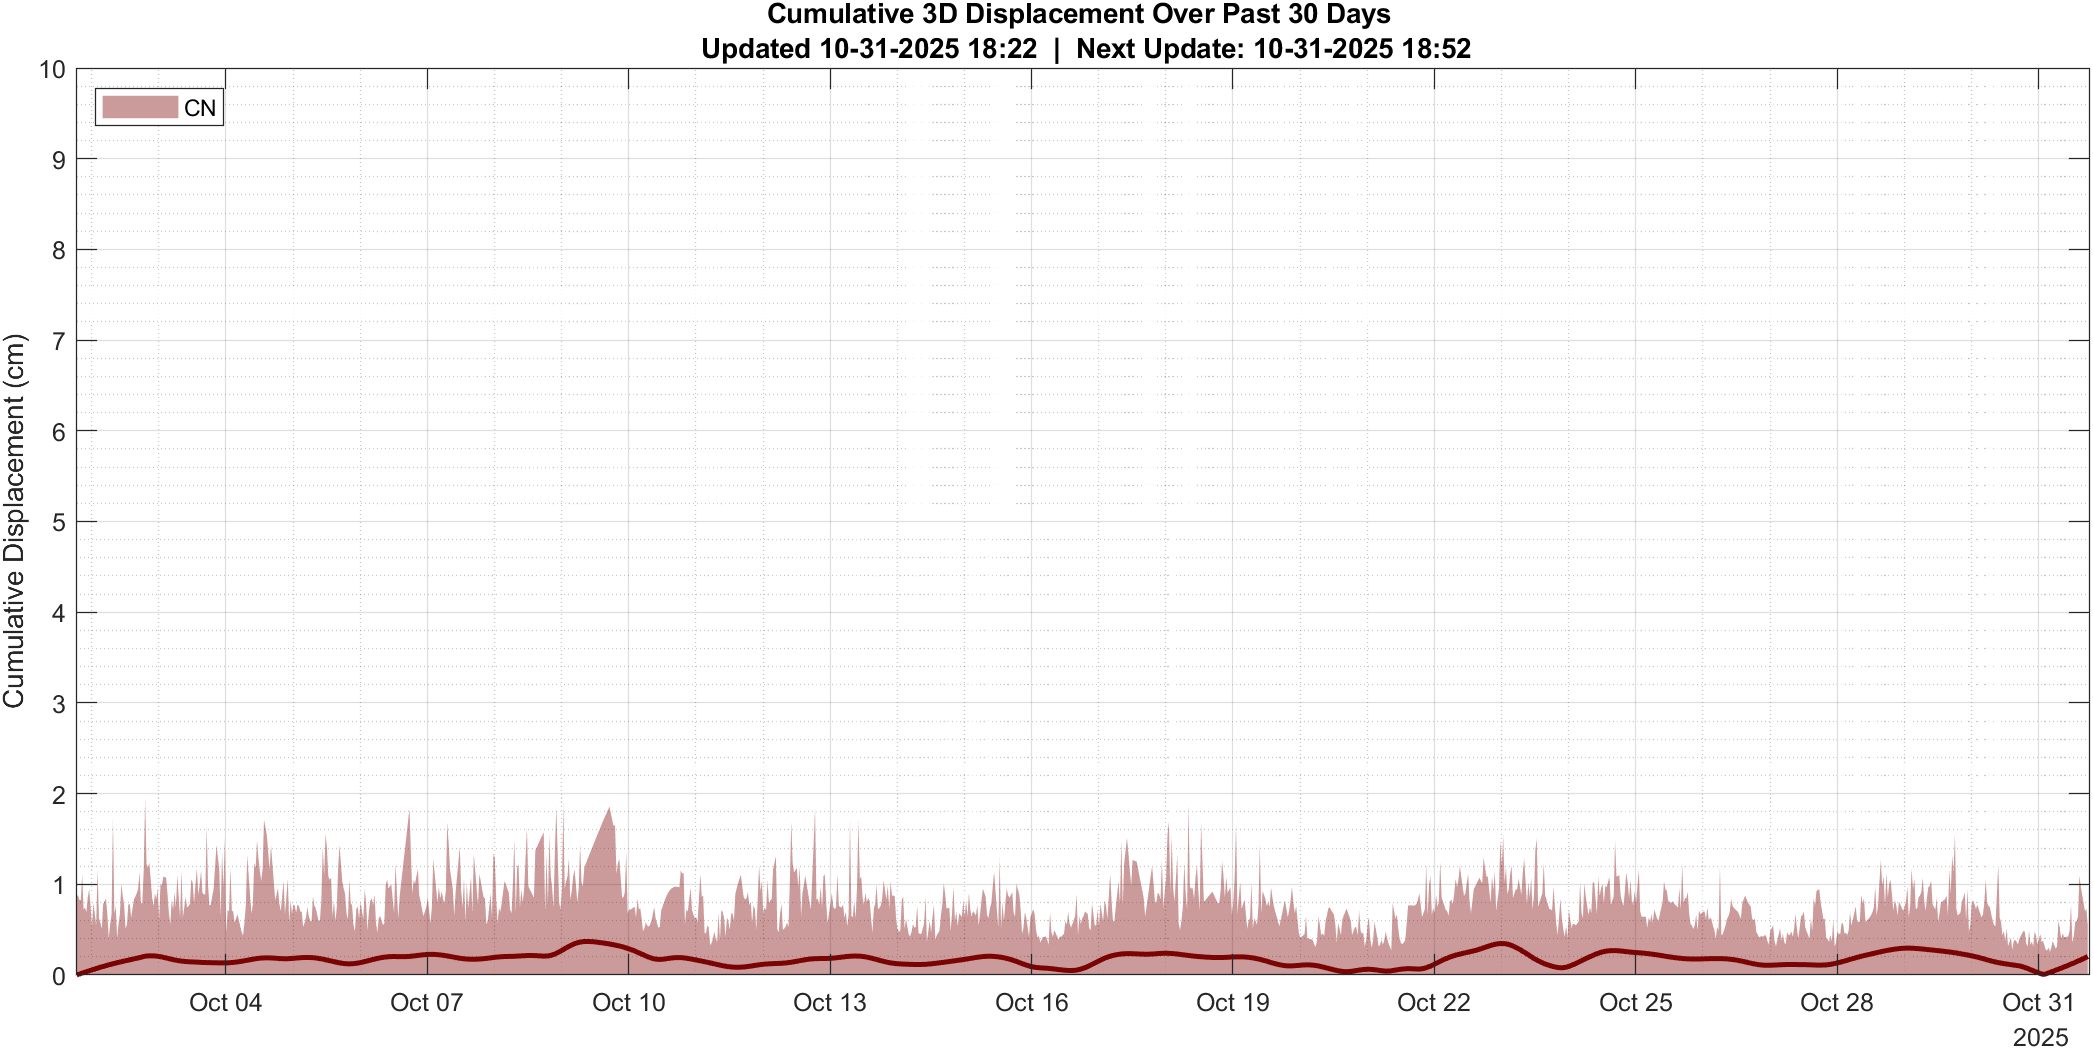 Cumulative 3D Displacement Over Past 30 Days
Updated 10-31-2025 18:22 | Next Update: 10-31-2025 18:52
CN
Cumulative Displacement (cm)
10
9
8
7
6
5
4
3
2
1
0
Oct 04 Oct 07 Oct 10 Oct 13 Oct 16 Oct 19 Oct 22 Oct 25 Oct 28 Oct 31
2025